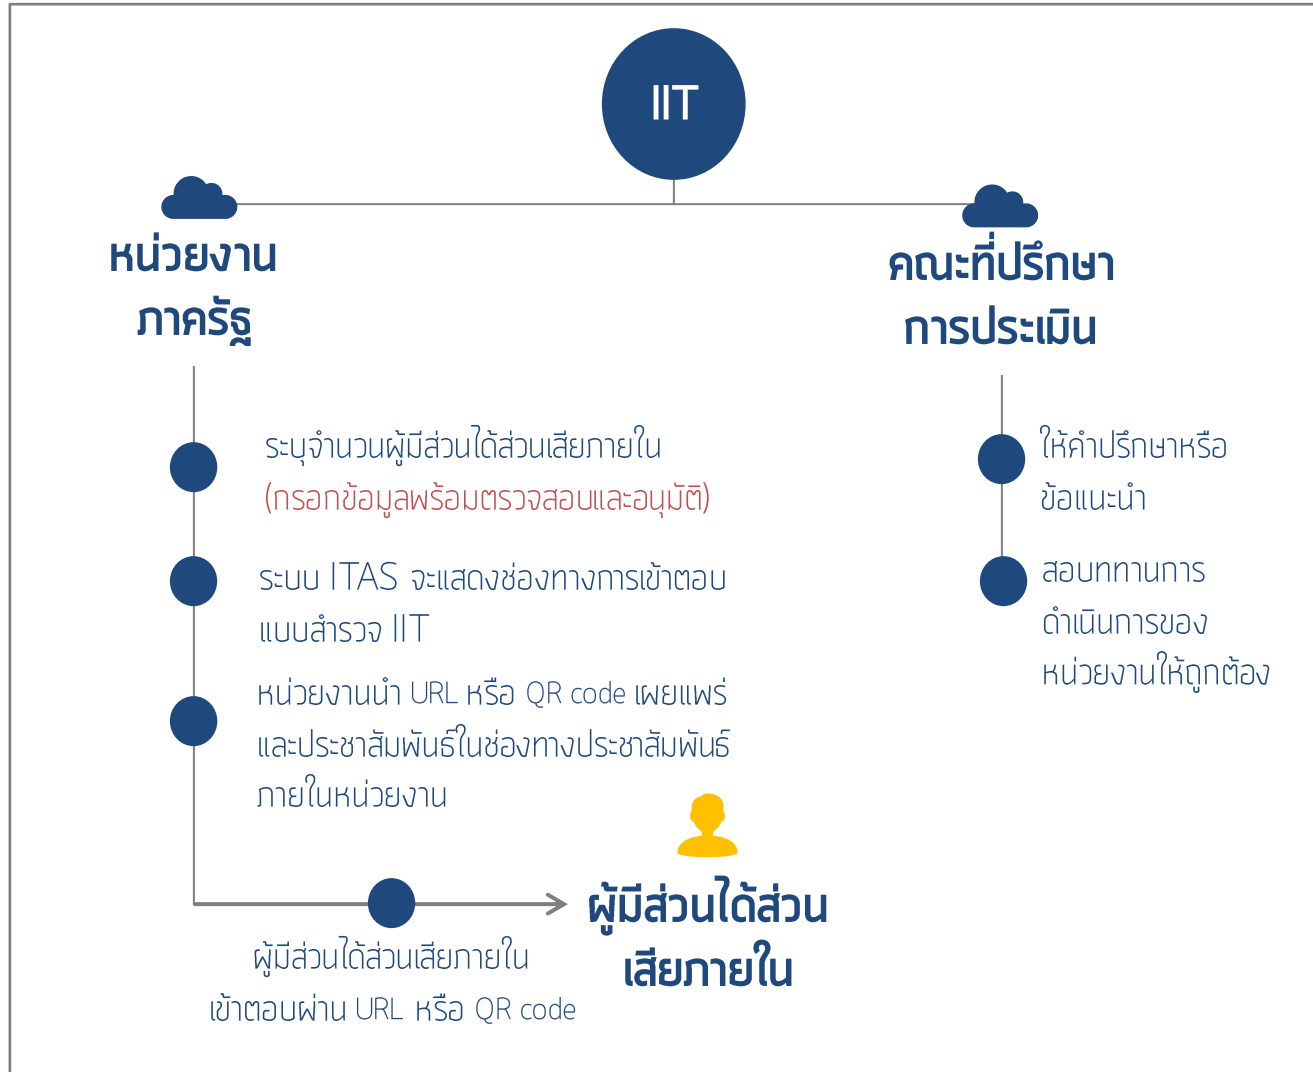 IIT
หน่วยงาน
ภาครัฐ
ระบุจำนวนผู้มีส่วนได้ส่วนเสียภายใน
(กรอกข้อมูลพร้อมตรวจสอบและอนุมัติ)
ระบบ ITAS จะแสดงช่องทางการเข้าตอบ
แบบสำรวจ IIT
หน่วยงานนำ URL หรือ QR code เผยแพร่
และประชาสัมพันธ์ในช่องทางประชาสัมพันธ์
ภายในหน่วยงาน
ผู้มีส่วนได้ส่วนเสียภายใน
เข้าตอบผ่าน URL หรือ QR code
ผู้มีส่วนได้ส่วน
เสียภายใน
คณะที่ปรึกษา
การประเมิน
ให้คำปรึกษาหรือ
ข้อแนะนำ
สอบททานการ
ดำเนินการของ
หน่วยงานให้ถูกต้อง